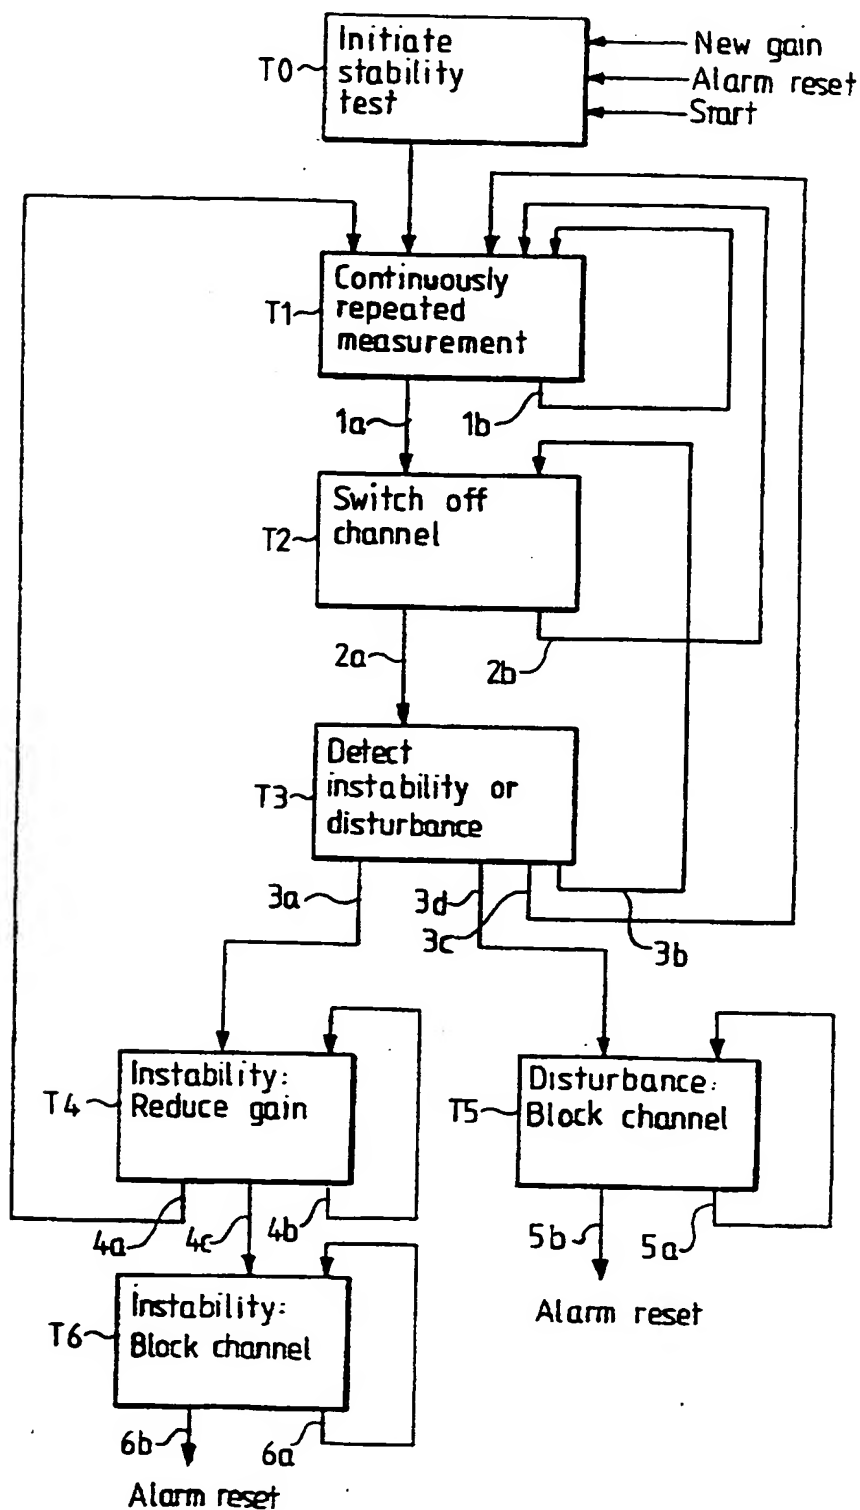 Initiate
stability
test
T0
New gain
Alarm reset
Start
Continuously
repeated
measurement
T1
1a
1b
Switch off
channel
T2
2a
2b
Detect
instability or
disturbance
T3
3a
3d
3c
3b
Instability:
Reduce gain
T4
Disturbance:
Block channel
T5
4a
4c
4b
5b
5a
Alarm reset
Instability:
Block channel
T6
6b
6a
Alarm reset